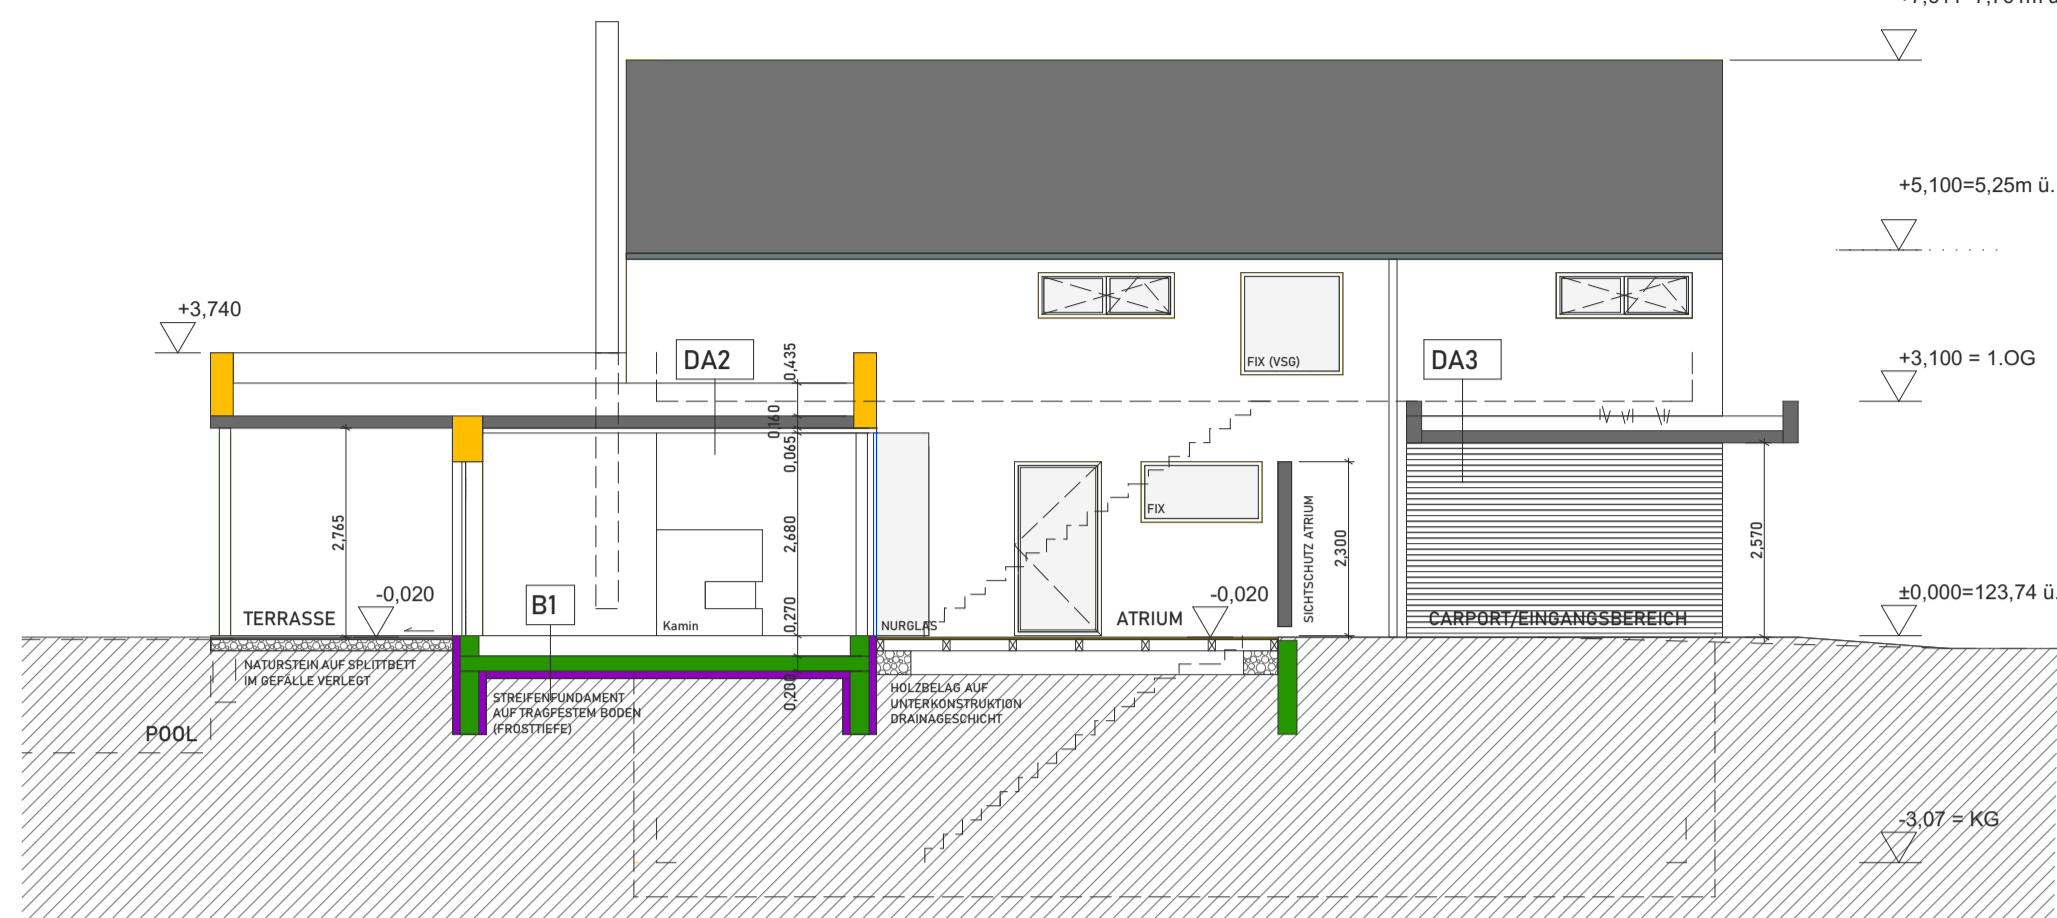 +5,100=5,25m ü.
+3,740
DA2
0,435
FIX (VSG)
DA3
+3,100 = 1.OG
0,160
0,065
2,765
2,680
FIX
SICHTSCHUTZ ATRIUM
2,300
2,570
-0,020
B1
-0,020
±0,000=123,74 ü.
TERRASSE
Kamin
0,270
NURGLAS
ATRIUM
CARPORT/EINGANGSBEREICH
NATURSTEIN AUF SPLITTBETT
IM GEFÄLLE VERLEGT
0,200
STREIFENFUNDAMENT
AUF TRAGFESTEM BODEN
(FROSTTIEFE)
HOLZBELAG AUF
UNTERKONSTRUKTION
DRAINAGESCHICHT
POOL
-3,07 = KG